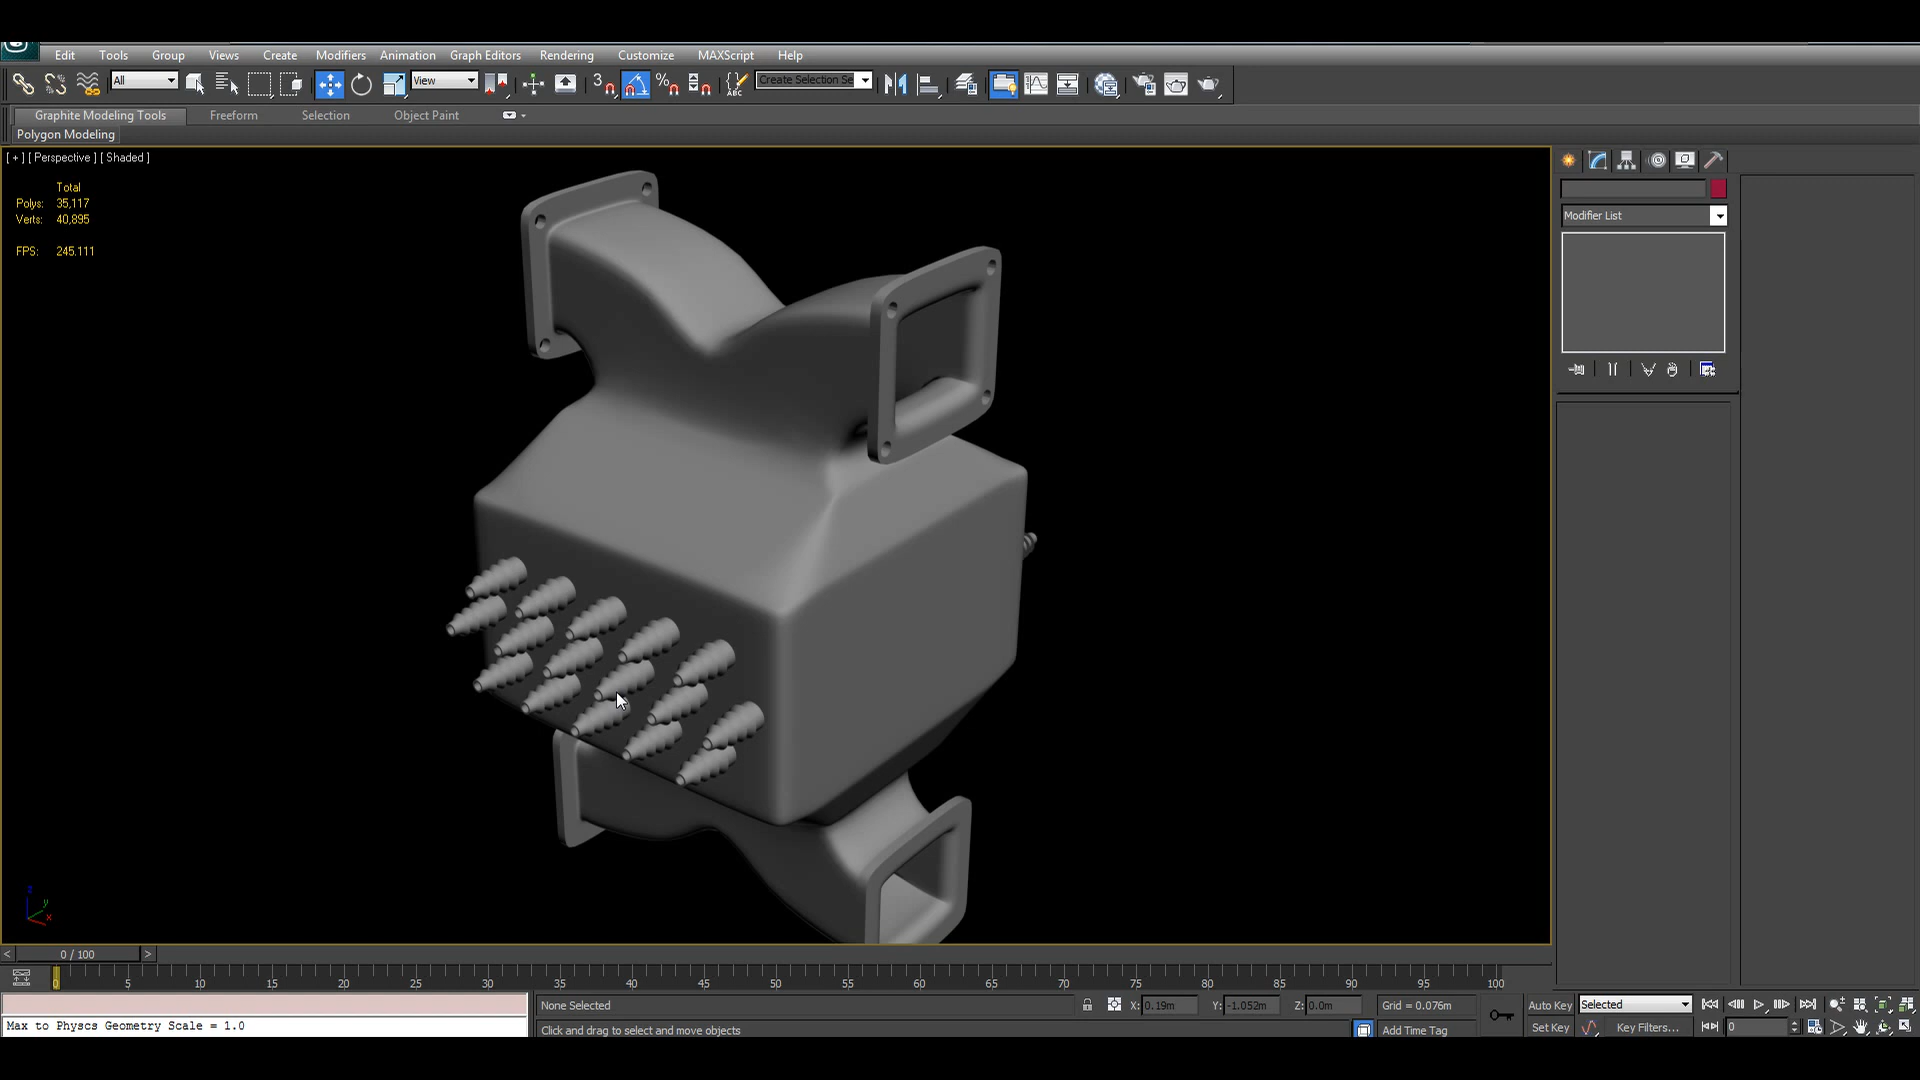 Edit Tools Group Views Create Modifiers Animation Graph Editors Rendering Customize MAXScript Help
All View 3 % ABC Create Selection Se
Graphite Modeling Tools Freeform Selection Object Paint
Polygon Modeling
[ + ] [ Perspective ] [ Shaded ]
Total
Polys: 35,117
Verts: 40,895
FPS: 245.111
Modifier List
z
y
x
< 0 / 100 >
0 5 10 15 20 25 30 35 40 45 50 55 60 65 70 75 80 85 90 95 100
None Selected X: 0.19m Y: -1.052m Z: 0.0m Grid = 0.076m Auto Key Selected
Max to Physcs Geometry Scale = 1.0
Click and drag to select and move objects Add Time Tag Set Key Key Filters... 0